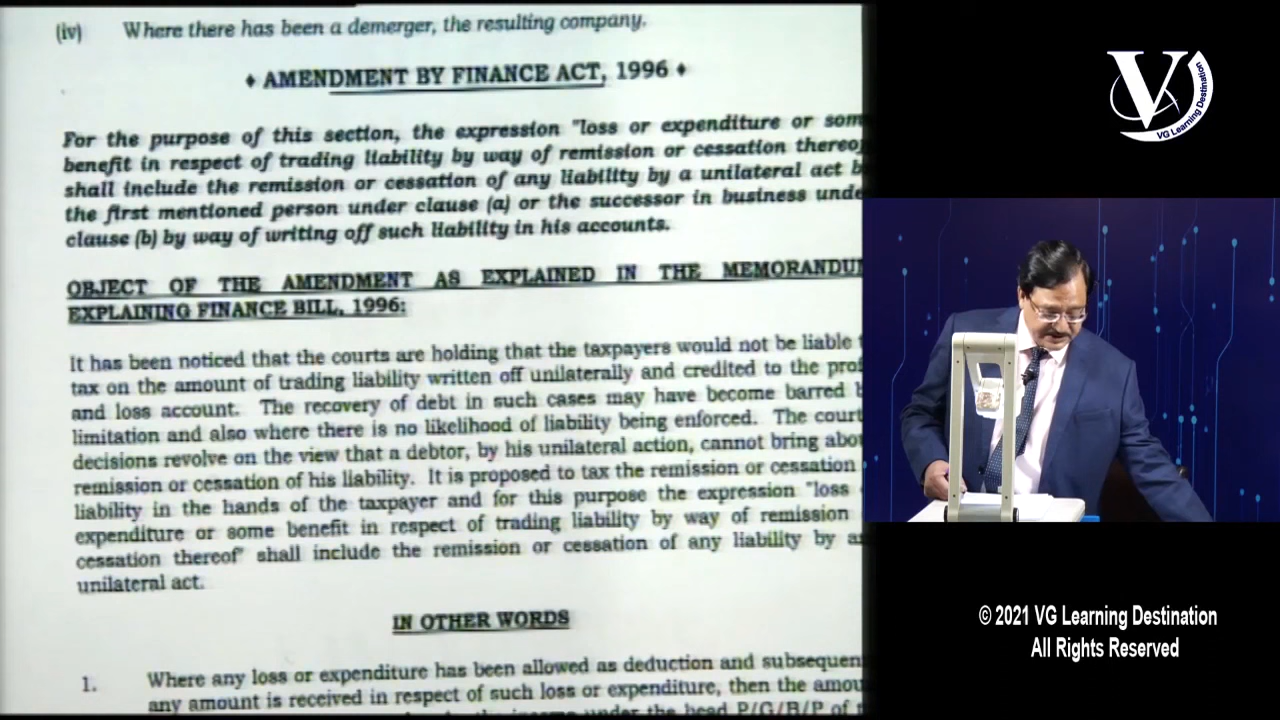 (iv) Where there has been a demerger, the resulting company.
♦ AMENDMENT BY FINANCE ACT, 1996 ♦
For the purpose of this section, the expression "loss or expenditure or som
benefit in respect of trading liability by way of remission or cessation thereof
shall include the remission or cessation of any liability by a unilateral act b
the first mentioned person under clause (a) or the successor in business unde
clause (b) by way of writing off such liability in his accounts.
OBJECT OF THE AMENDMENT AS EXPLAINED IN THE MEMORANDUM
EXPLAINING FINANCE BILL, 1996:
It has been noticed that the courts are holding that the taxpayers would not be liable t
tax on the amount of trading liability written off unilaterally and credited to the prof
and loss account. The recovery of debt in such cases may have become barred b
limitation and also where there is no likelihood of liability being enforced. The court
decisions revolve on the view that a debtor, by his unilateral action, cannot bring abou
remission or cessation of his liability. It is proposed to tax the remission or cessation
liability in the hands of the taxpayer and for this purpose the expression "loss
expenditure or some benefit in respect of trading liability by way of remission
cessation thereof" shall include the remission or cessation of any liability by a
unilateral act.
IN OTHER WORDS
1. Where any loss or expenditure has been allowed as deduction and subsequen
any amount is received in respect of such loss or expenditure, then the amou
income under the head P/G/B/P of
V
VG Learning Destination
© 2021 VG Learning Destination
All Rights Reserved